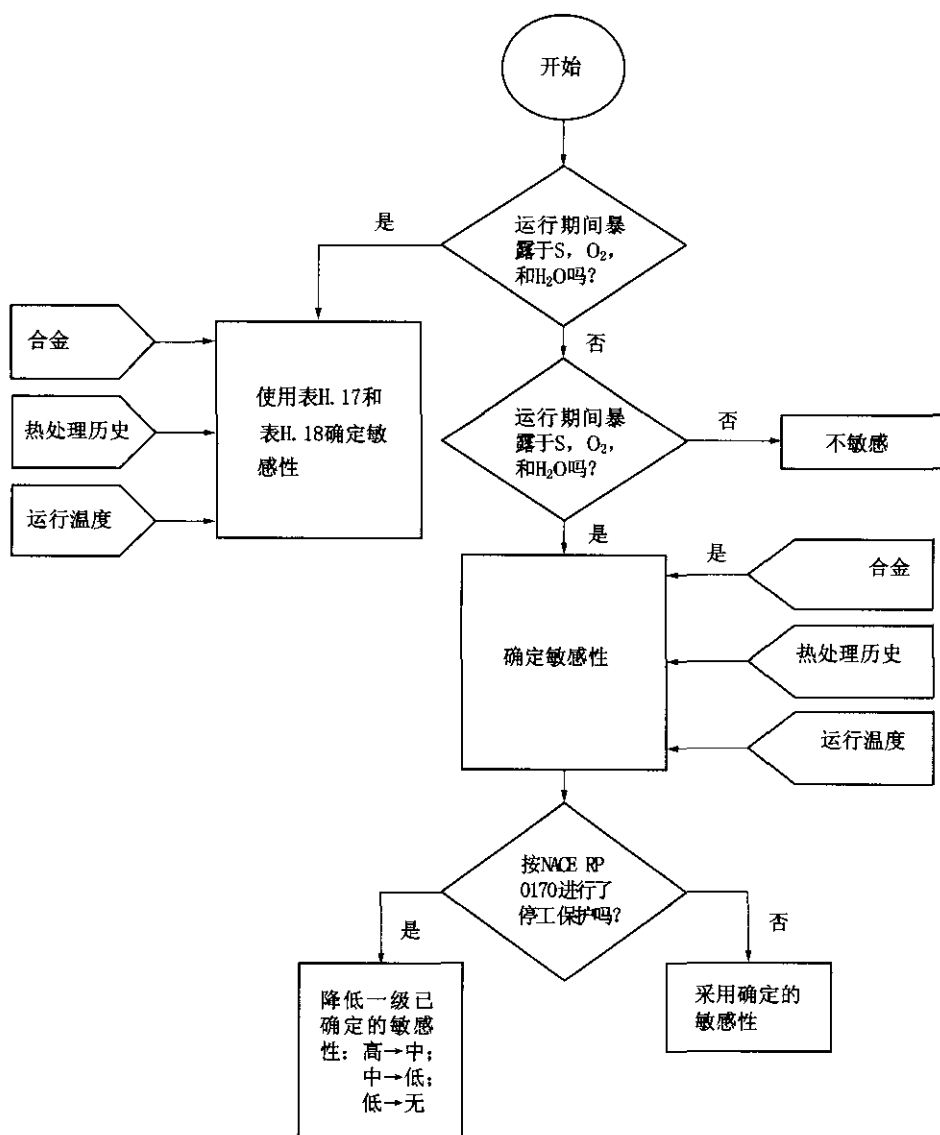 开始
运行期间暴
露于S，O₂，
和H₂O吗？
是
否
合金
热处理历史
运行温度
使用表H.17和
表H.18确定敏
感性
运行期间暴
露于S，O₂，
和H₂O吗？
否
不敏感
是
确定敏感性
是
合金
热处理历史
运行温度
按NACE RP
0170进行了
停工保护吗？
是
否
降低一级已
确定的敏感
性：高→中；
中→低；
低→无
采用确定的
敏感性